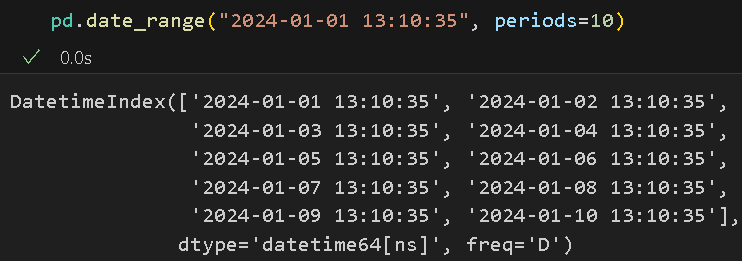 pd.date_range("2024-01-01 13:10:35", periods=10)
0.0s
DatetimeIndex(['2024-01-01 13:10:35', '2024-01-02 13:10:35',
'2024-01-03 13:10:35', '2024-01-04 13:10:35',
'2024-01-05 13:10:35', '2024-01-06 13:10:35',
'2024-01-07 13:10:35', '2024-01-08 13:10:35',
'2024-01-09 13:10:35', '2024-01-10 13:10:35'],
dtype='datetime64[ns]', freq='D')